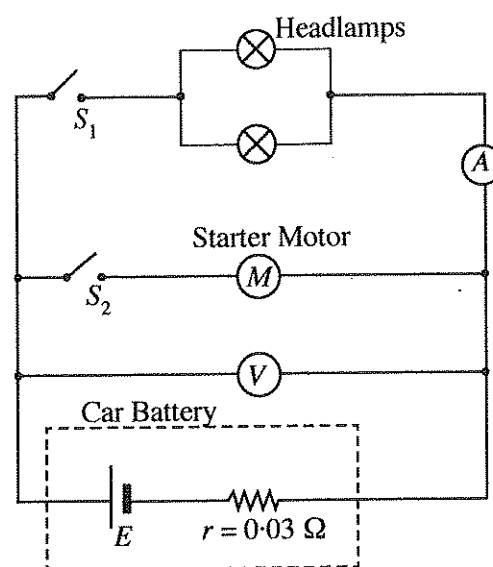 Headlamps
S1
A
Starter Motor
M
S2
V
Car Battery
E
r = 0·03 Ω